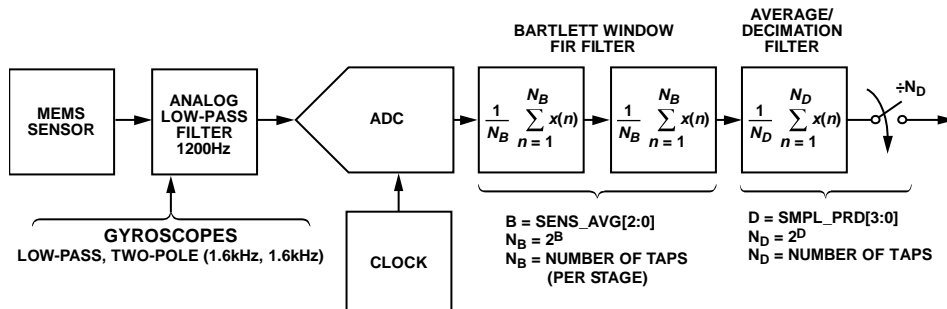 BARTLETT WINDOW
FIR FILTER
AVERAGE/
DECIMATION
FILTER
MEMS
SENSOR
ANALOG
LOW-PASS
FILTER
1200Hz
ADC
1/N_B N_B ∑ n = 1 x(n)
1/N_B N_B ∑ n = 1 x(n)
1/N_D N_D ∑ n = 1 x(n)
÷N_D
GYROSCOPES
LOW-PASS, TWO-POLE (1.6kHz, 1.6kHz)
CLOCK
B = SENS_AVG[2:0]
N_B = 2^B
N_B = NUMBER OF TAPS
(PER STAGE)
D = SMPL_PRD[3:0]
N_D = 2^D
N_D = NUMBER OF TAPS